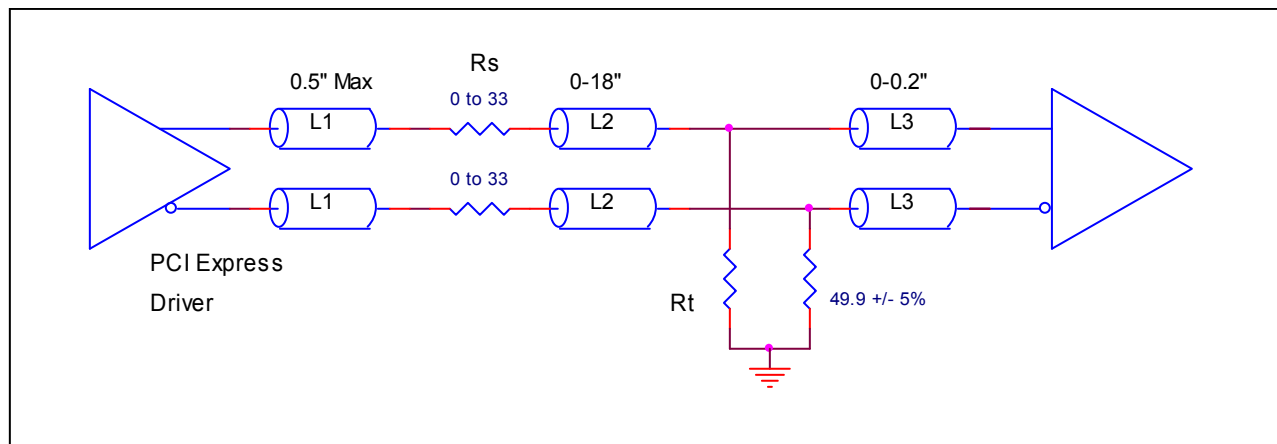 Rs
0.5" Max
0-18"
0-0.2"
0 to 33
L1
L2
L3
0 to 33
L1
L2
L3
PCI Express
Driver
Rt
49.9 +/- 5%